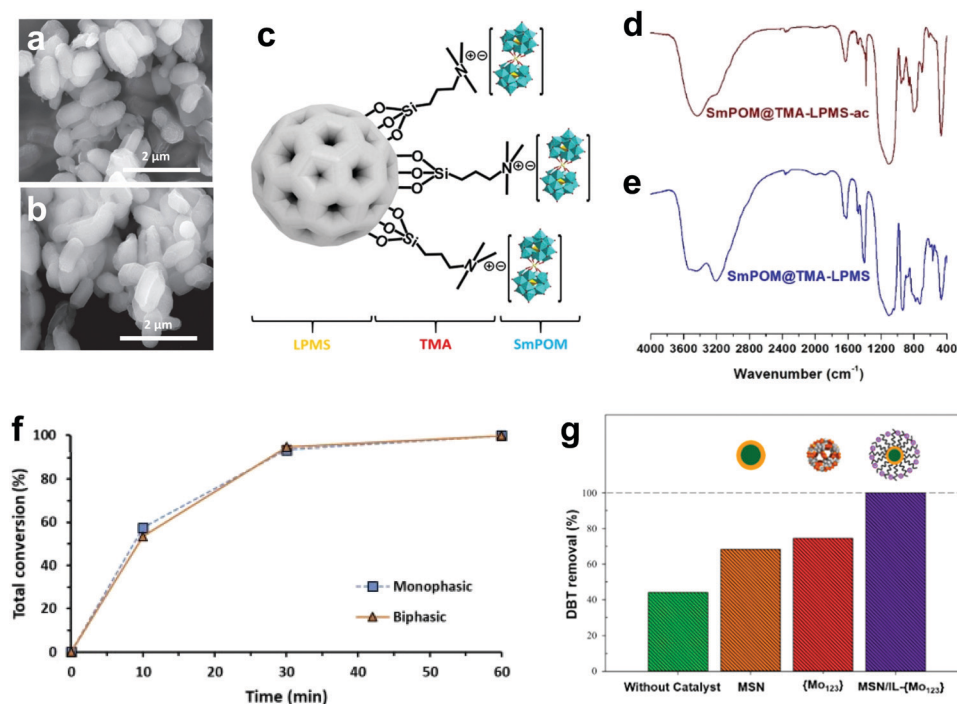 a
2 µm
b
2 µm
c
O
O
O
Si
N
⊕⊖
O
O
O
Si
N
⊕⊖
O
O
O
Si
N
⊕⊖
LPMS
TMA
SmPOM
d
SmPOM@TMA-LPMS-ac
e
SmPOM@TMA-LPMS
4000 3600 3200 2800 2400 2000 1600 1200 800 400
Wavenumber (cm⁻¹)
f
Total conversion (%)
100
80
60
40
20
0
Monophasic
Biphasic
0 10 20 30 40 50 60
Time (min)
g
DBT removal (%)
100
80
60
40
20
0
Without Catalyst MSN {Mo₁₂₃} MSN/IL-{Mo₁₂₃}